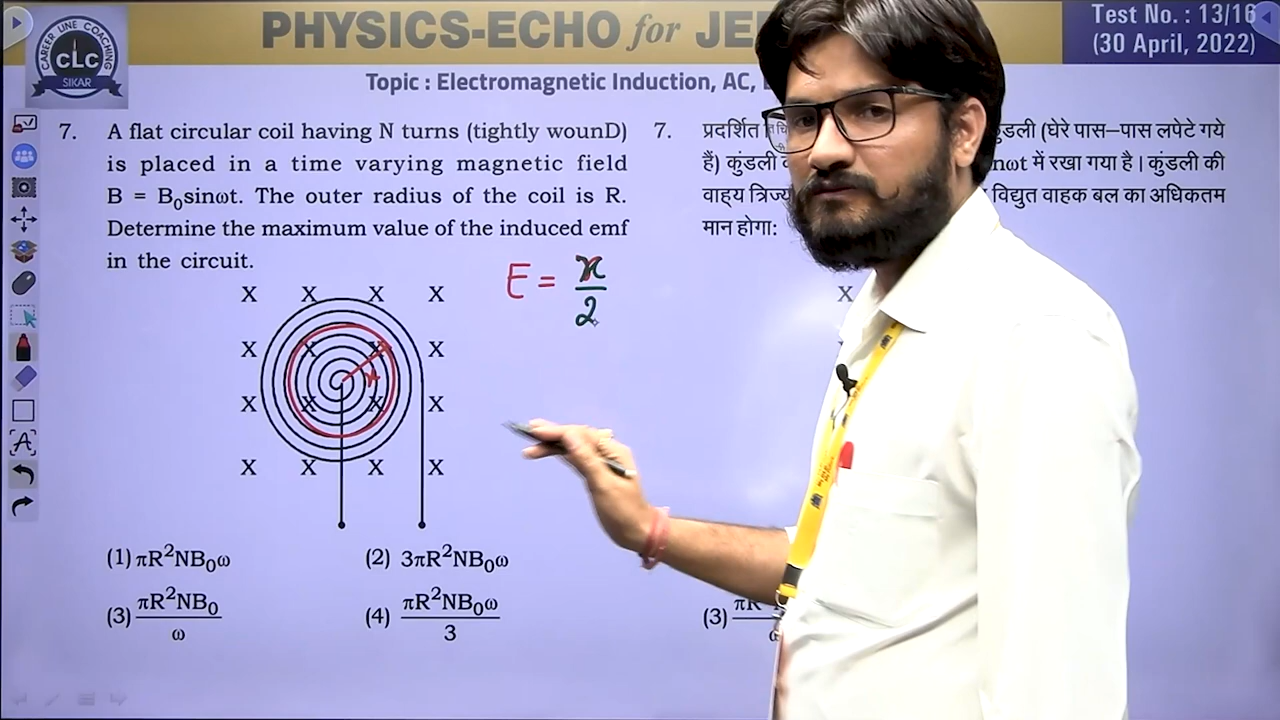 PHYSICS-ECHO for JE
Test No. : 13/16
(30 April, 2022)
CAREER LINE COACHING
CLC
SIKAR
Topic : Electromagnetic Induction, AC,
7. A flat circular coil having N turns (tightly wounD)
is placed in a time varying magnetic field
B = B₀sinωt. The outer radius of the coil is R.
Determine the maximum value of the induced emf
in the circuit.
7. प्रदर्शित
हैं) कुंडली
वाह्य
मान होगा:
कुंडली (घेरे पास–पास लपेटे गये
nωt में रखा गया है। कुंडली की
विद्युत वाहक बल का अधिकतम
E =
2
X X X X
X X X X
X X X X
X X X X
X
(1) πR²NB₀ω
(2) 3πR²NB₀ω
(3) πR²NB₀/ω
(4) πR²NB₀ω/3
(3)